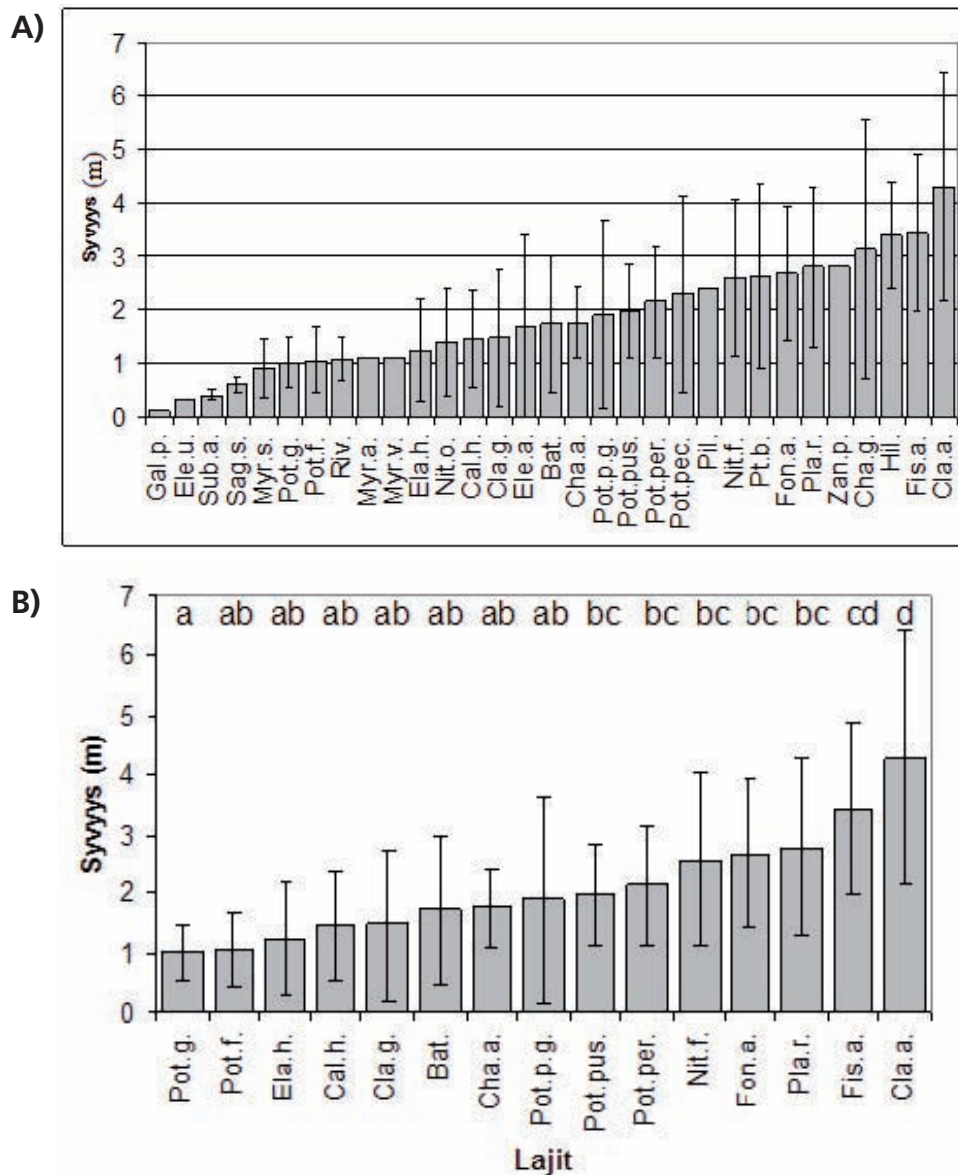 A)
syvyys (m)
7
6
5
4
3
2
1
0
Gal.p. Ele.u. Sub.a. Sag.s. Myr.s. Pot.g. Pot.f. Riv. Myr.a. Myr.v. Ela.h. Nit.o. Cal.h. Cla.g. Ele.a. Bat. Cha.a. Pot.p.g. Pot.pus. Pot.per. Pot.pec. Pil. Nit.f. Pt.b. Fon.a. Pla.r. Zan.p. Cha.g. Hil. Fis.a. Cla.a.
B)
Syvyys (m)
7
6
5
4
3
2
1
0
a ab ab ab ab ab ab ab bc bc bc bc bc cd d
Pot.g. Pot.f. Ela.h. Cal.h. Cla.g. Bat. Cha.a. Pot.p.g. Pot.pus. Pot.per. Nit.f. Fon.a. Pla.r. Fis.a. Cla.a.
Lajit